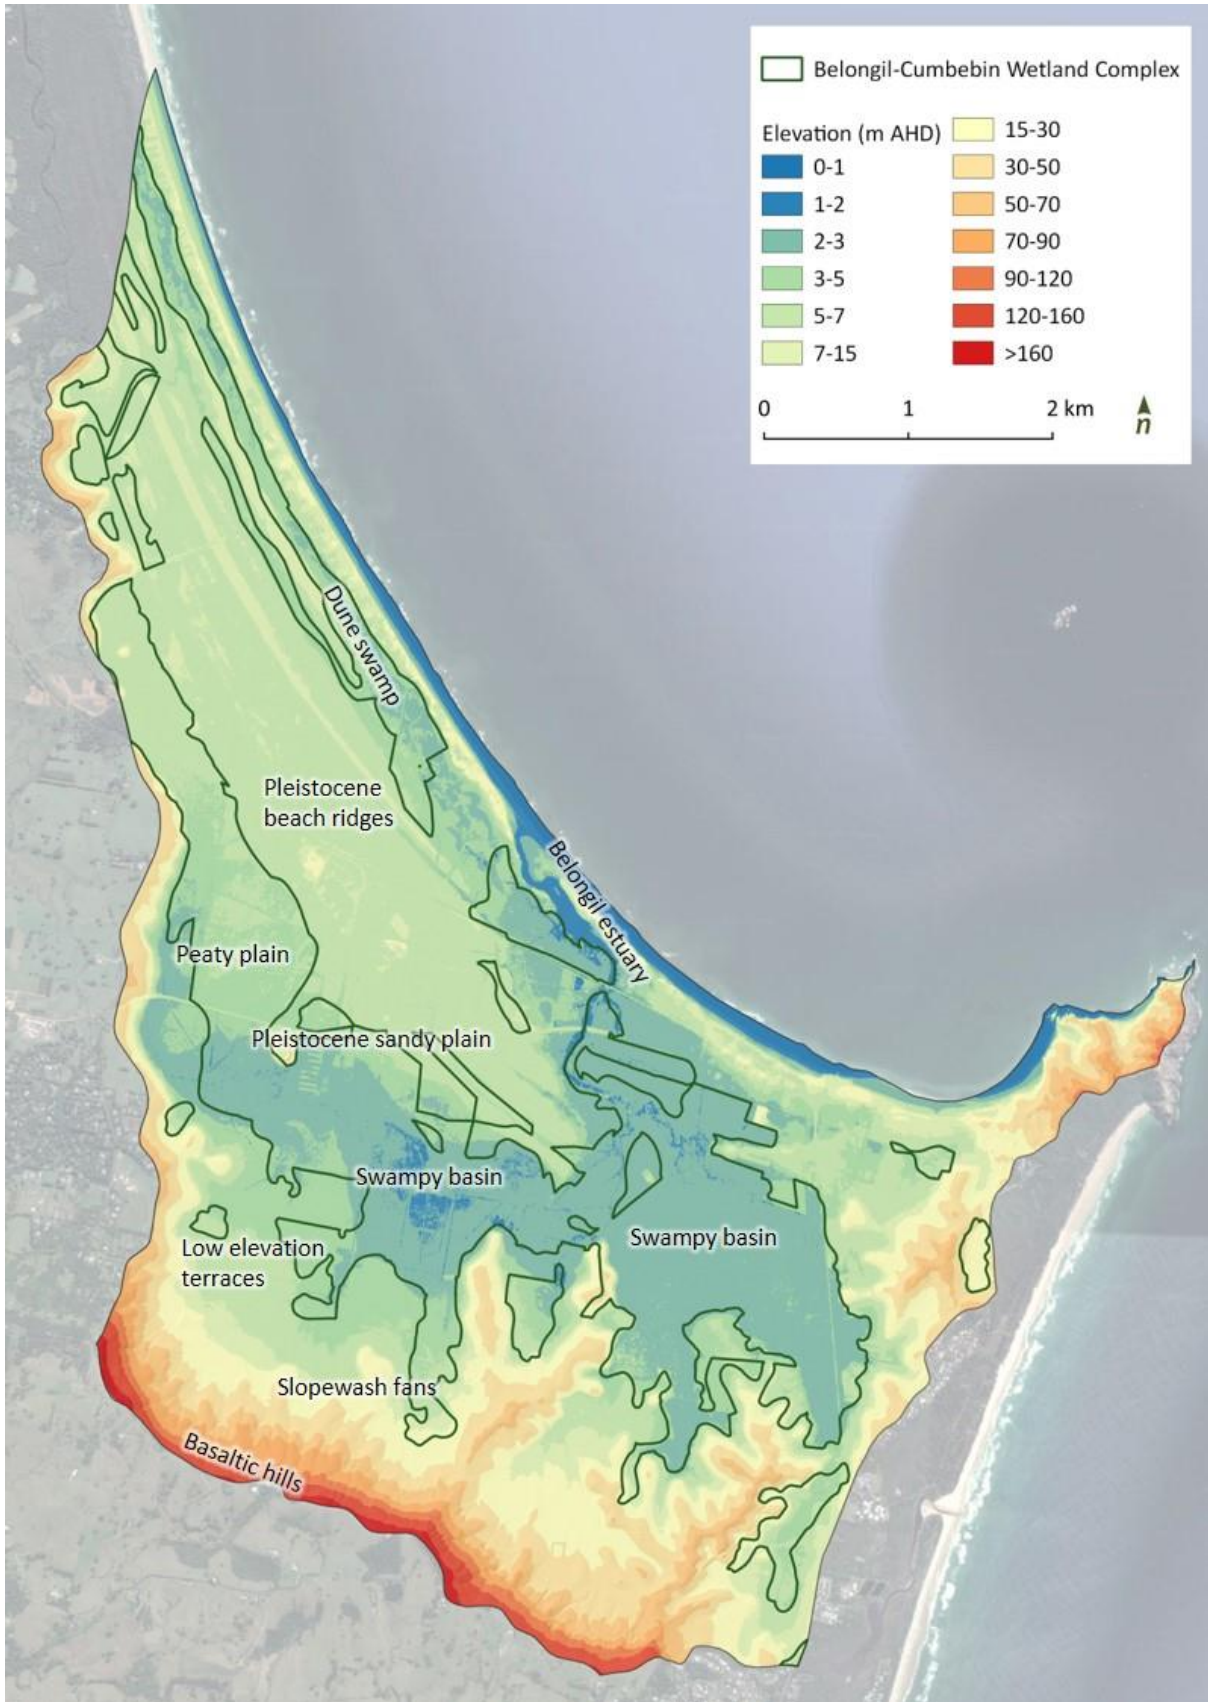 Belongil-Cumbebin Wetland Complex
Elevation (m AHD)
0-1
1-2
2-3
3-5
5-7
7-15
15-30
30-50
50-70
70-90
90-120
120-160
>160
0 1 2 km
n
Dune swamp
Pleistocene
beach ridges
Belongil estuary
Peaty plain
Pleistocene sandy plain
Swampy basin
Swampy basin
Low elevation
terraces
Slopewash fans
Basaltic hills